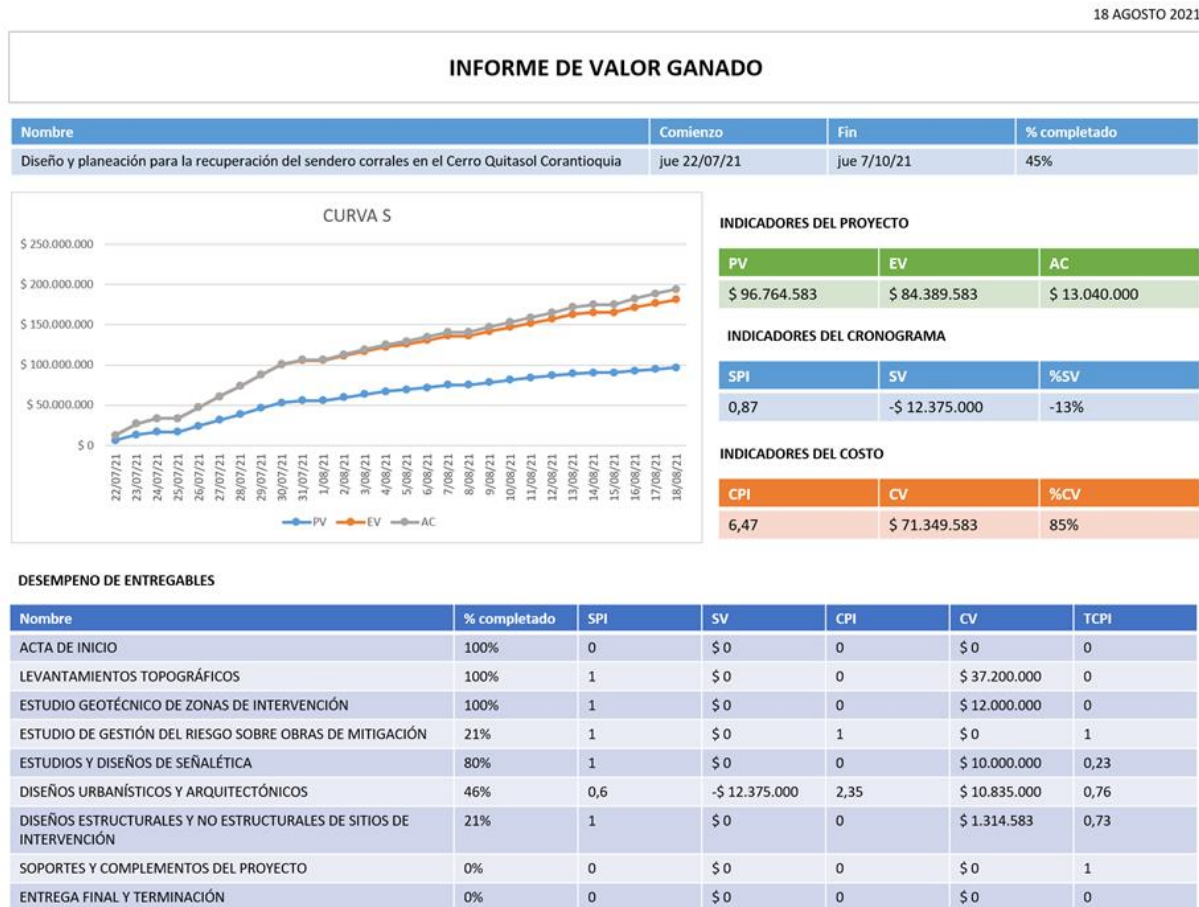 18 AGOSTO 2021
INFORME DE VALOR GANADO
Nombre Comienzo Fin % completado
Diseño y planeación para la recuperación del sendero corrales en el Cerro Quitasol Corantioquia jue 22/07/21 jue 7/10/21 45%
CURVA S
$ 250.000.000
$ 200.000.000
$ 150.000.000
$ 100.000.000
$ 50.000.000
$ 0
22/07/21 23/07/21 24/07/21 25/07/21 26/07/21 27/07/21 28/07/21 29/07/21 30/07/21 31/07/21 1/08/21 2/08/21 3/08/21 4/08/21 5/08/21 6/08/21 7/08/21 8/08/21 9/08/21 10/08/21 11/08/21 12/08/21 13/08/21 14/08/21 15/08/21 16/08/21 17/08/21 18/08/21
PV EV AC
INDICADORES DEL PROYECTO
PV EV AC
$ 96.764.583 $ 84.389.583 $ 13.040.000
INDICADORES DEL CRONOGRAMA
SPI SV %SV
0,87 -$ 12.375.000 -13%
INDICADORES DEL COSTO
CPI CV %CV
6,47 $ 71.349.583 85%
DESEMPENO DE ENTREGABLES
Nombre % completado SPI SV CPI CV TCPI
ACTA DE INICIO 100% 0 $ 0 0 $ 0 0
LEVANTAMIENTOS TOPOGRÁFICOS 100% 1 $ 0 0 $ 37.200.000 0
ESTUDIO GEOTÉCNICO DE ZONAS DE INTERVENCIÓN 100% 1 $ 0 0 $ 12.000.000 0
ESTUDIO DE GESTIÓN DEL RIESGO SOBRE OBRAS DE MITIGACIÓN 21% 1 $ 0 1 $ 0 1
ESTUDIOS Y DISEÑOS DE SEÑALÉTICA 80% 1 $ 0 0 $ 10.000.000 0,23
DISEÑOS URBANÍSTICOS Y ARQUITECTÓNICOS 46% 0,6 -$ 12.375.000 2,35 $ 10.835.000 0,76
DISEÑOS ESTRUCTURALES Y NO ESTRUCTURALES DE SITIOS DE
INTERVENCIÓN 21% 1 $ 0 0 $ 1.314.583 0,73
SOPORTES Y COMPLEMENTOS DEL PROYECTO 0% 0 $ 0 0 $ 0 1
ENTREGA FINAL Y TERMINACIÓN 0% 0 $ 0 0 $ 0 0